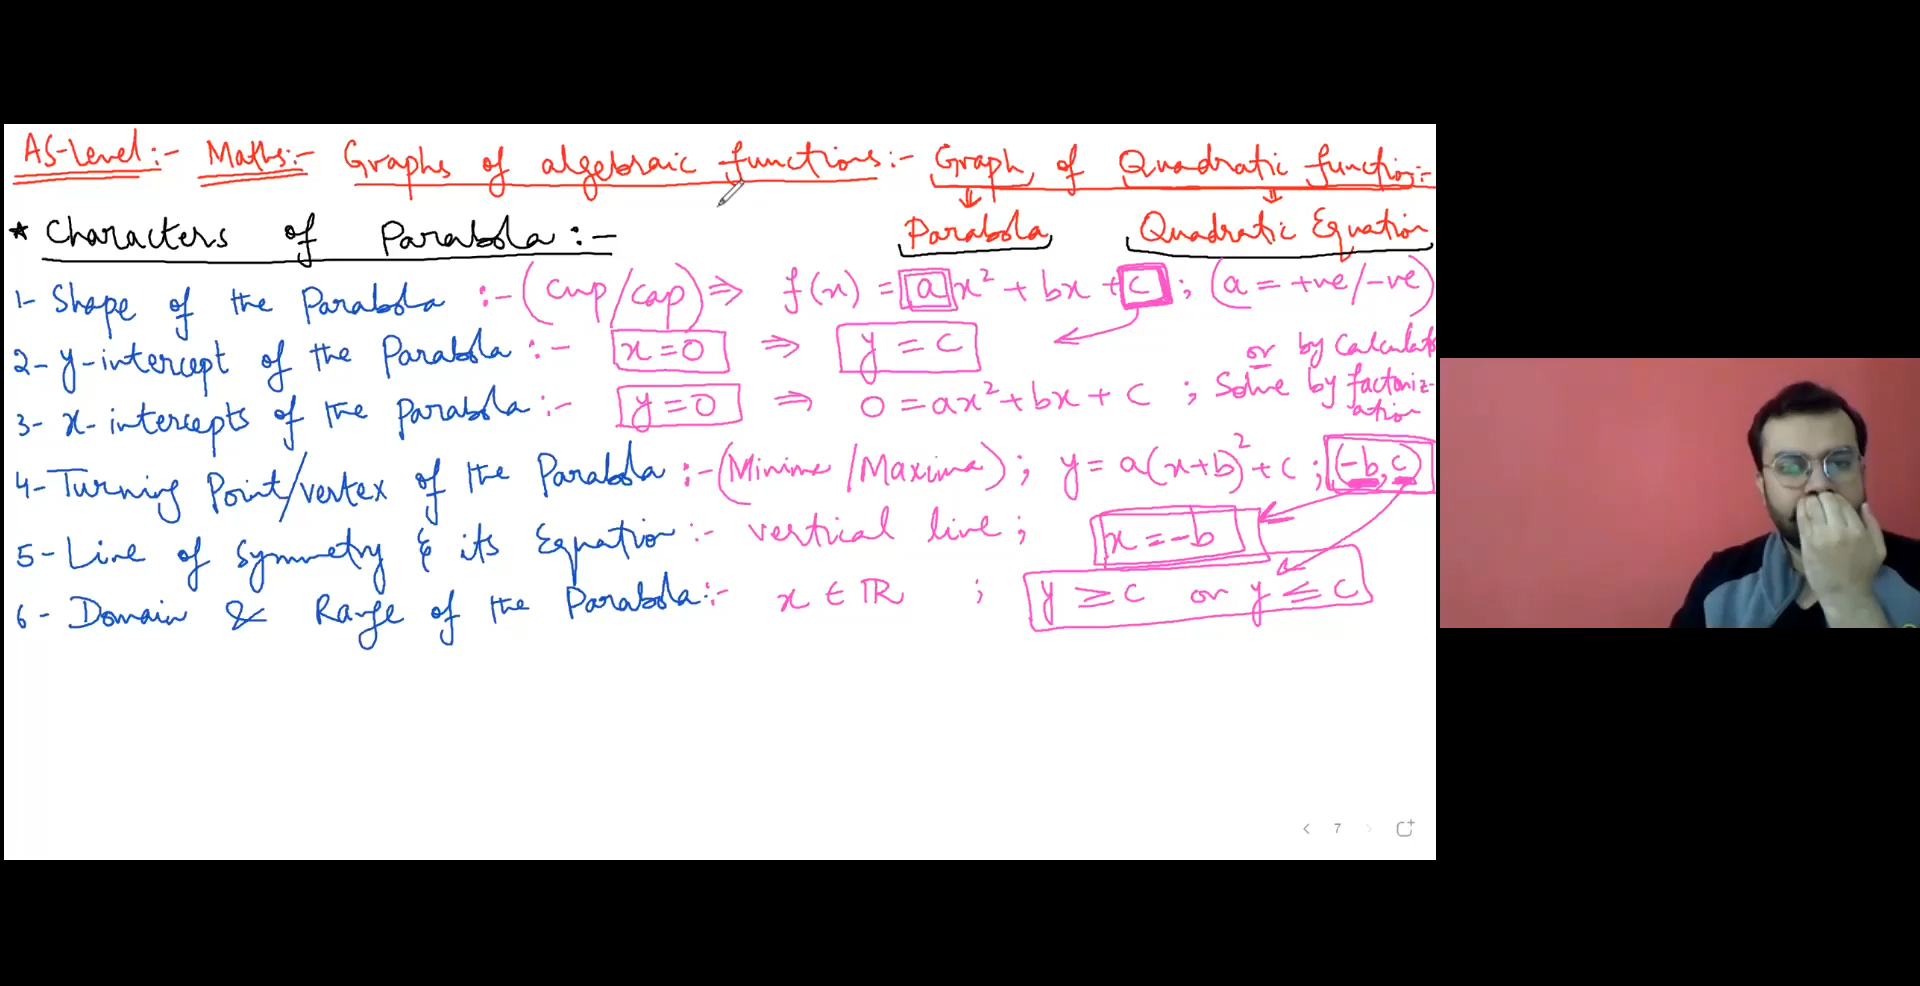 AS-Level:- Maths:- Graphs of algebraic functions:- Graph of Quadratic function:-
* Characters of Parabola:- Parabola Quadratic Equation
1- Shape of the Parabola :- (cup/cap) ⇒ f(x) = ax² + bx + c ; (a = +ve/-ve)
2- y-intercept of the Parabola :- x=0 ⇒ y = c
or by Calculator
3- x-intercepts of the Parabola :- y=0 ⇒ 0 = ax² + bx + c ; Solve by factoriz-ation
4- Turning Point/vertex of the Parabola :- (Minima/Maxima) ; y = a(x+b)² + c ; (-b, c)
5- Line of Symmetry & its Equation :- vertical line ; x = -b
6- Domain & Range of the Parabola :- x ∈ ℝ ; y ≥ c or y ≤ c
< 7 >